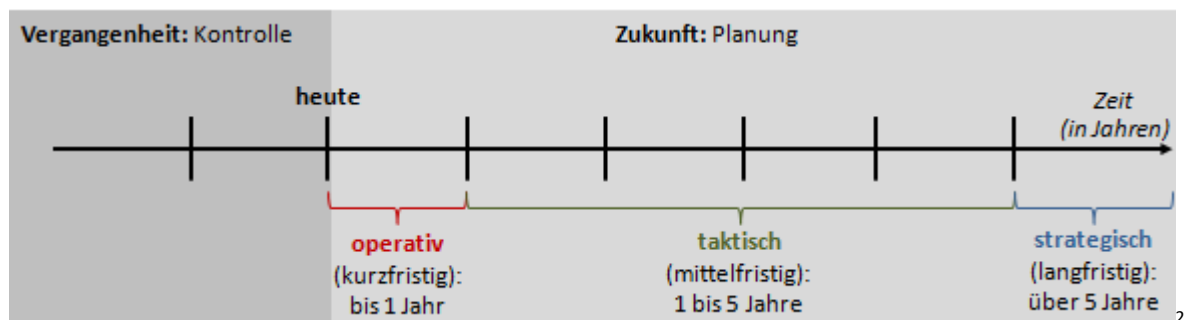 Vergangenheit: Kontrolle
Zukunft: Planung
heute
Zeit
(in Jahren)
operativ
(kurzfristig):
bis 1 Jahr
taktisch
(mittelfristig):
1 bis 5 Jahre
strategisch
(langfristig):
über 5 Jahre
2